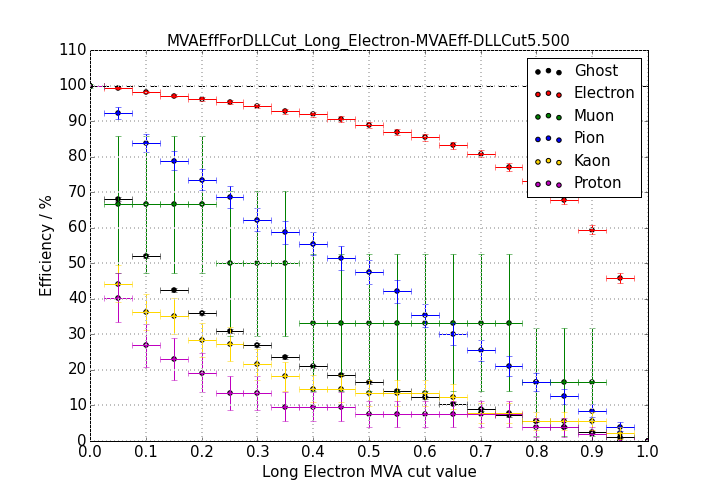 MVAEffForDLLCut_Long_Electron-MVAEff-DLLCut5.500
110
100
90
80
70
60
50
40
30
20
10
0
Efficiency / %
Ghost
Electron
Muon
Pion
Kaon
Proton
0.0 0.1 0.2 0.3 0.4 0.5 0.6 0.7 0.8 0.9 1.0
Long Electron MVA cut value